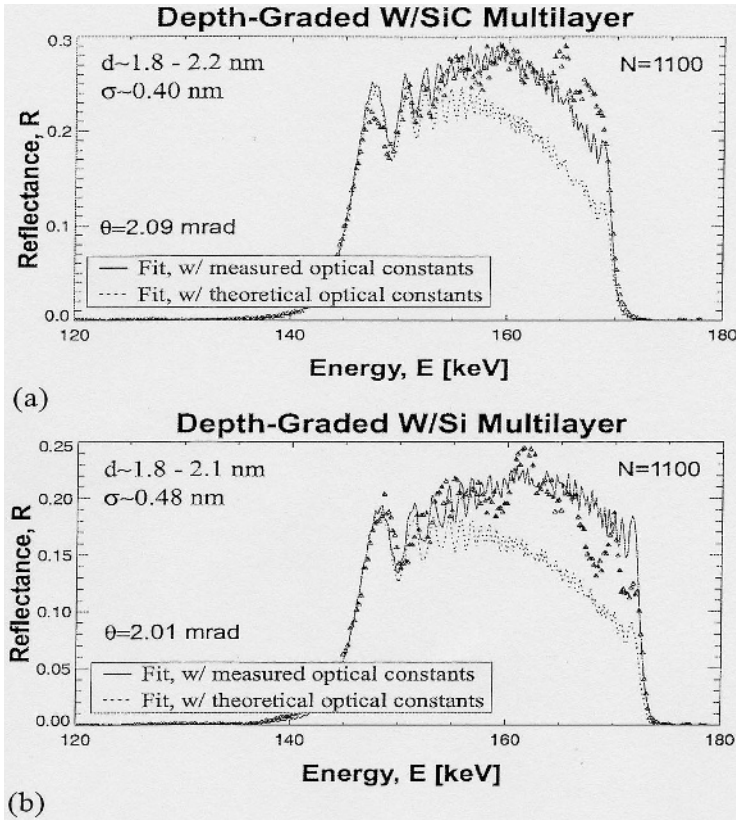 Depth-Graded W/SiC Multilayer
0.3
d~1.8 - 2.2 nm
N=1100
σ~0.40 nm
0.2
Reflectance, R
0.1
θ=2.09 mrad
Fit, w/ measured optical constants
Fit, w/ theoretical optical constants
0.0
120 140 160 180
Energy, E [keV]
(a)
Depth-Graded W/Si Multilayer
0.25
d~1.8 - 2.1 nm
N=1100
σ~0.48 nm
0.20
0.15
Reflectance, R
0.10
θ=2.01 mrad
0.05
Fit, w/ measured optical constants
Fit, w/ theoretical optical constants
0.00
120 140 160 180
Energy, E [keV]
(b)